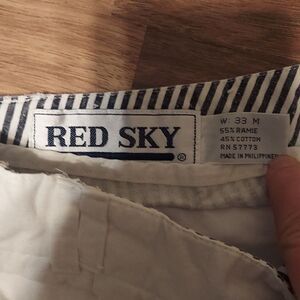 RED SKY
®
W: 33 M
55% RAMIE
45% COTTON
RN 57773
MADE IN PHILIPPINES